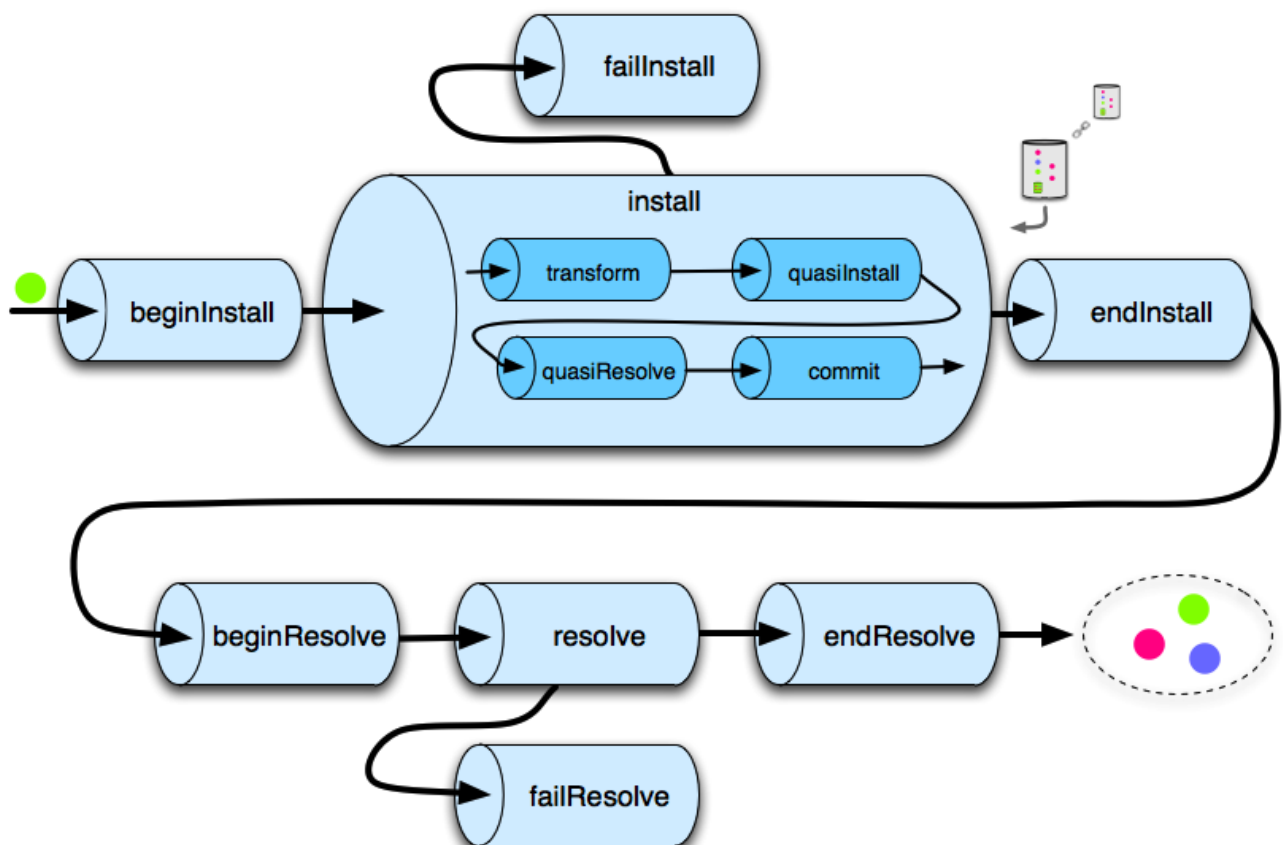 failInstall
install
transform
quasiInstall
beginInstall
endInstall
quasiResolve
commit
beginResolve
resolve
endResolve
failResolve